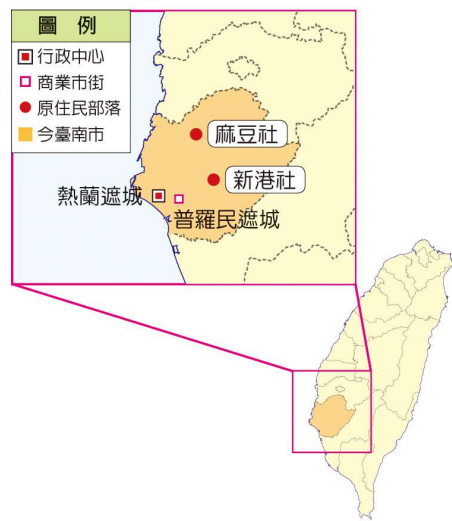 圖 例
行政中心
商業市街
原住民部落
今臺南市
麻豆社
新港社
熱蘭遮城
普羅民遮城